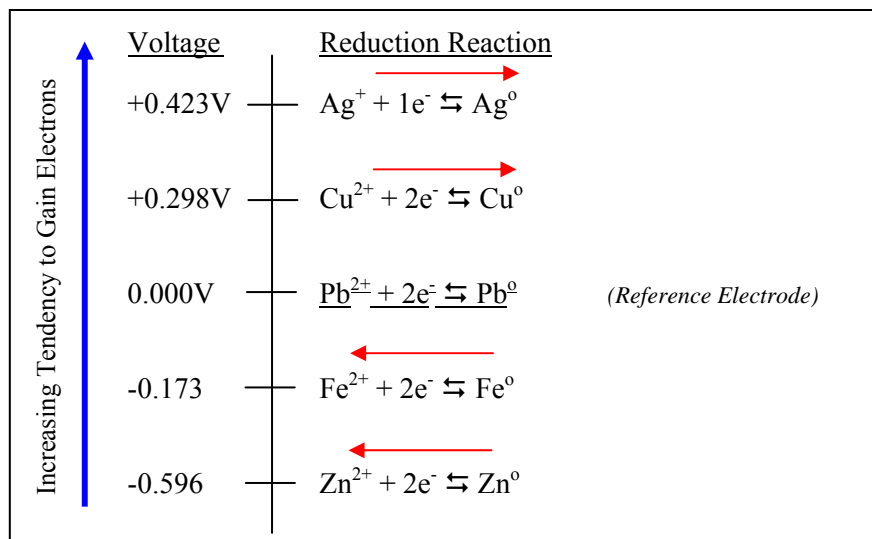 Increasing Tendency to Gain Electrons
Voltage Reduction Reaction
+0.423V Ag⁺ + 1e⁻ ⇆ Agᵒ
+0.298V Cu²⁺ + 2e⁻ ⇆ Cuᵒ
0.000V Pb²⁺ + 2e⁻ ⇆ Pbᵒ (Reference Electrode)
-0.173 Fe²⁺ + 2e⁻ ⇆ Feᵒ
-0.596 Zn²⁺ + 2e⁻ ⇆ Znᵒ